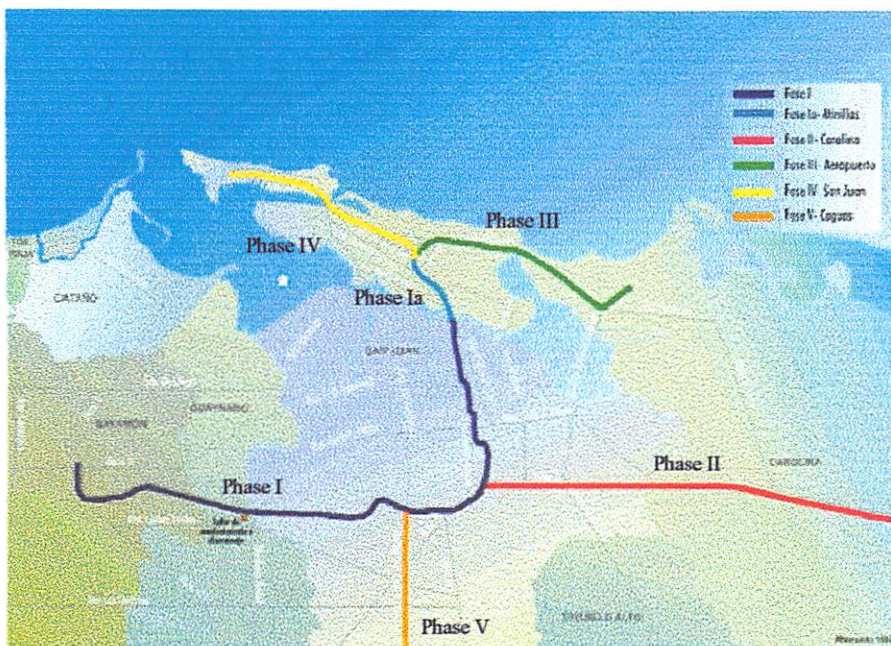 Fase I
Fase Ia- Minillas
Fase II- Carolina
Fase III- Aeropuerto
Fase IV- San Juan
Fase V- Caguas
Phase III
Phase IV
Phase Ia
CATAÑO
SAN JUAN
GUAYNABO
BAYAMON
Phase II
CAROLINA
Phase I
Phase V
TRUJILLO ALTO